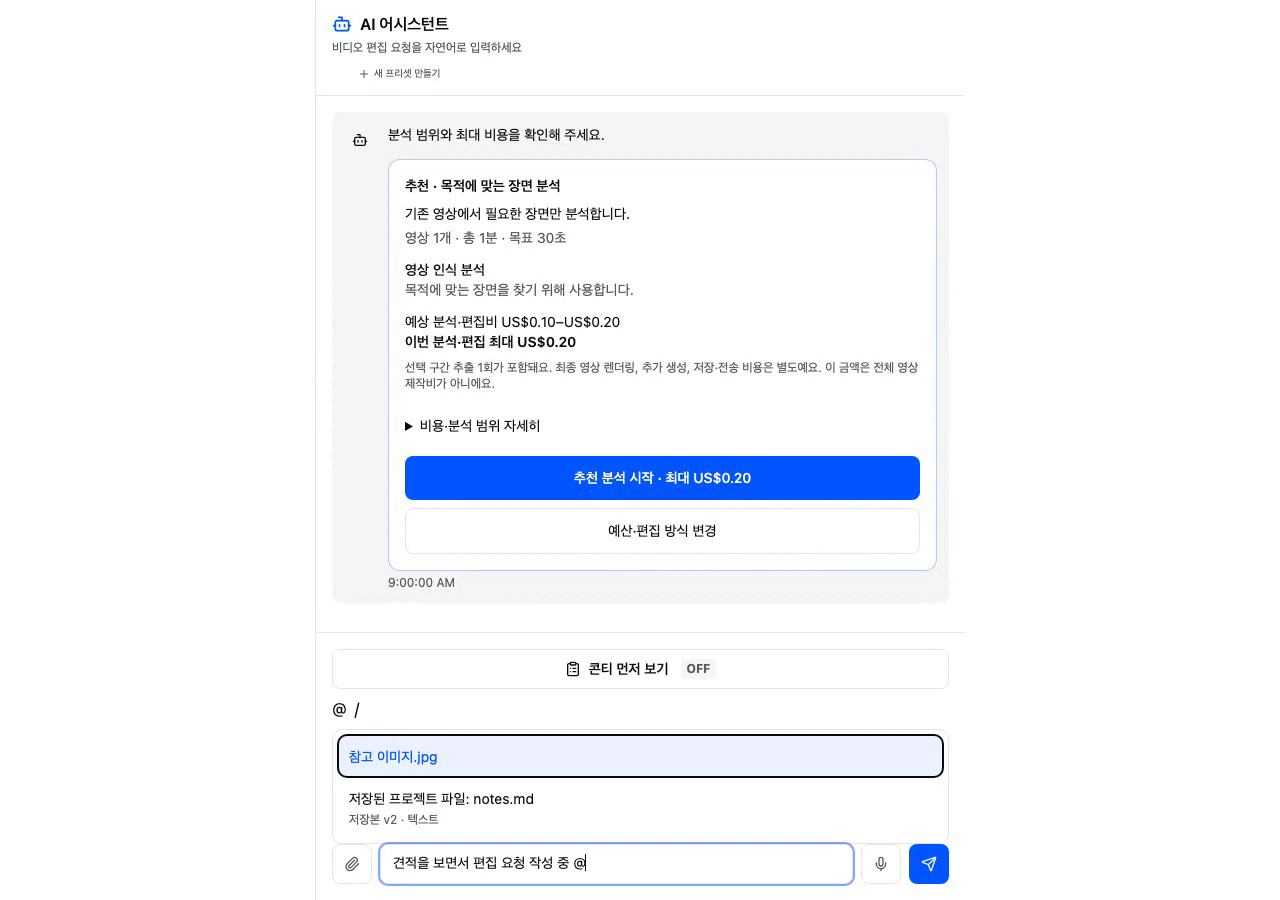 AI 어시스턴트
비디오 편집 요청을 자연어로 입력하세요
+ 새 프리셋 만들기
분석 범위와 최대 비용을 확인해 주세요.
추천 · 목적에 맞는 장면 분석
기존 영상에서 필요한 장면만 분석합니다.
영상 1개 · 총 1분 · 목표 30초
영상 인식 분석
목적에 맞는 장면을 찾기 위해 사용합니다.
예상 분석·편집비 US$0.10–US$0.20
이번 분석·편집 최대 US$0.20
선택 구간 추출 1회가 포함돼요. 최종 영상 렌더링, 추가 생성, 저장·전송 비용은 별도예요. 이 금액은 전체 영상
제작비가 아니에요.
▶ 비용·분석 범위 자세히
추천 분석 시작 · 최대 US$0.20
예산·편집 방식 변경
9:00:00 AM
콘티 먼저 보기 OFF
@ /
참고 이미지.jpg
저장된 프로젝트 파일: notes.md
저장본 v2 · 텍스트
견적을 보면서 편집 요청 작성 중 @